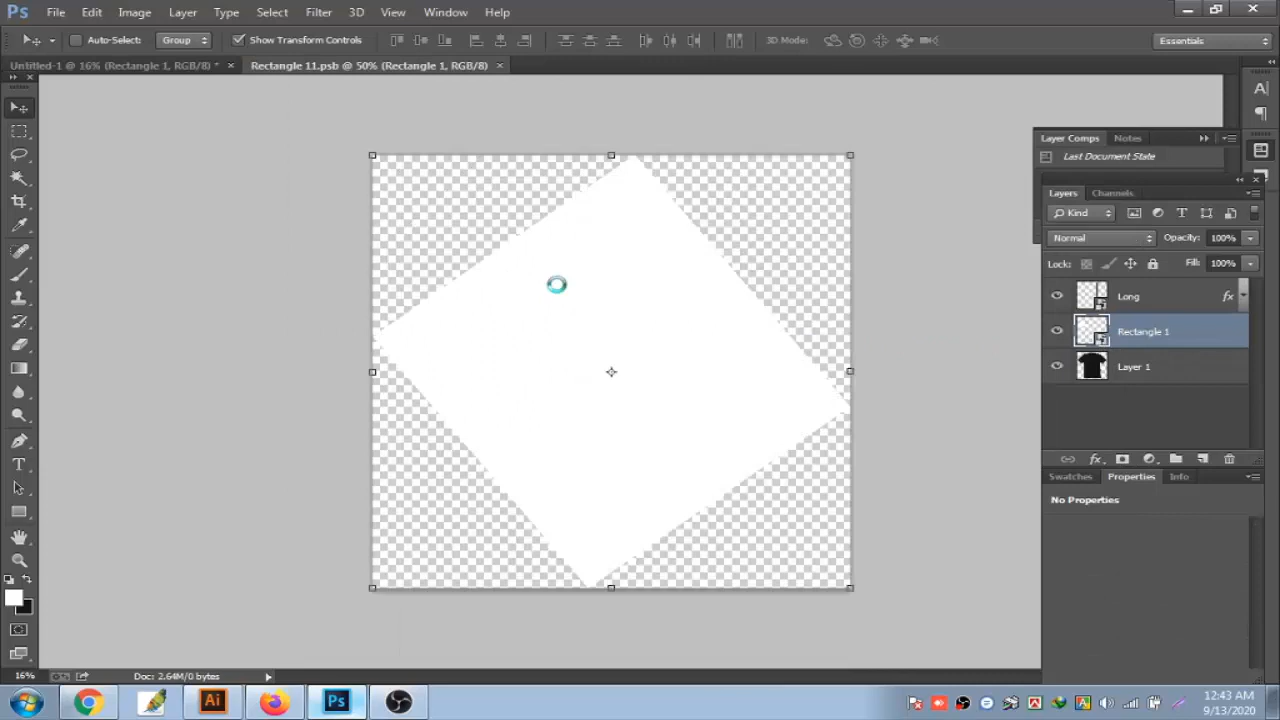 Ps File Edit Image Layer Type Select Filter 3D View Window Help
Auto-Select: Group Show Transform Controls 3D Mode: Essentials
Untitled-1 @ 16% (Rectangle 1, RGB/8) * × Rectangle 11.psb @ 50% (Rectangle 1, RGB/8) ×
Layer Comps Notes
Last Document State
Layers Channels
Kind
Normal Opacity: 100%
Lock: Fill: 100%
Long fx
Rectangle 1
Layer 1
fx
Swatches Properties Info
No Properties
16% Doc: 2.64M/0 bytes
Ai Ps
12:43 AM
9/13/2020